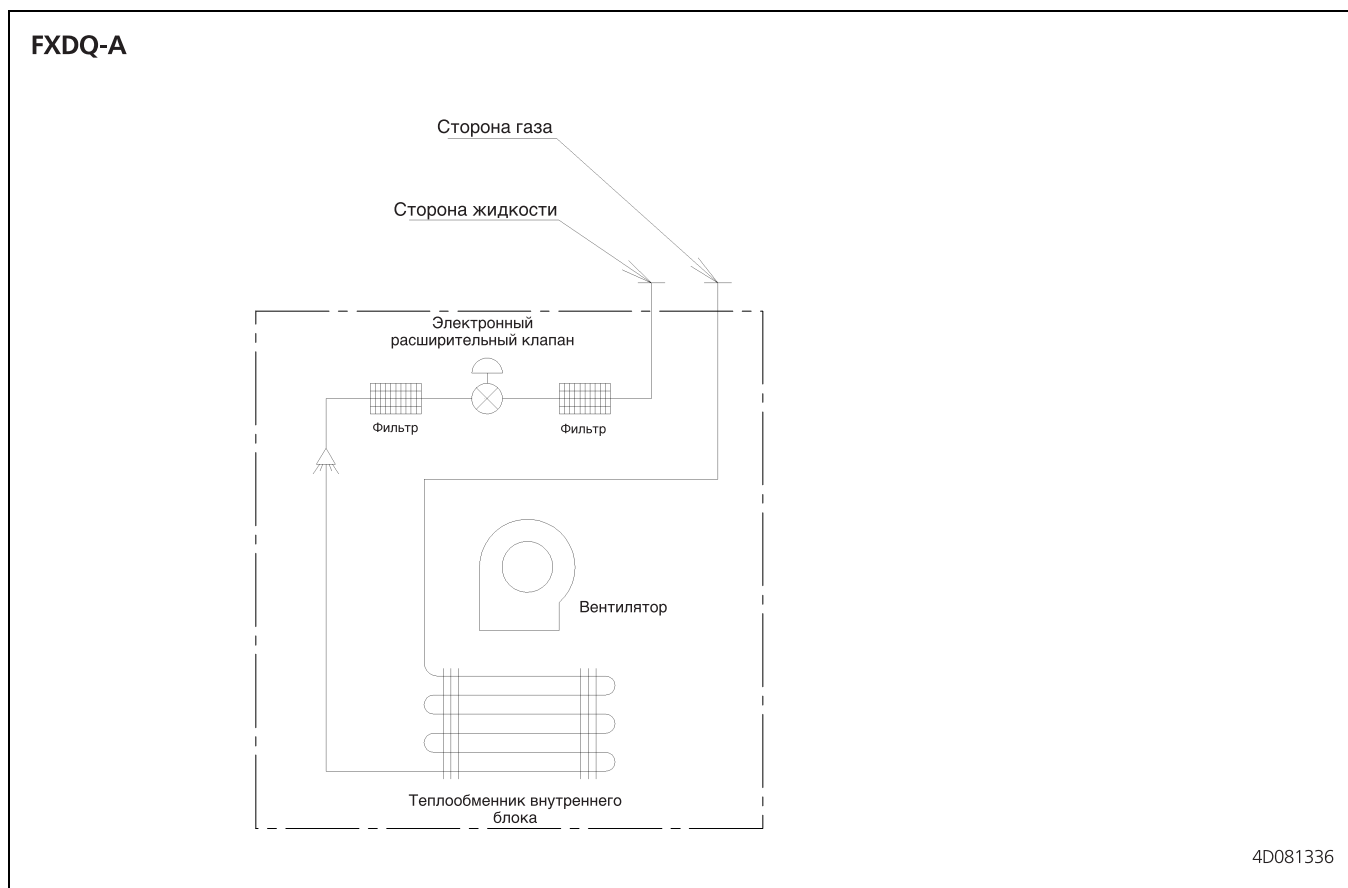 FXDQ-A
Сторона газа
Сторона жидкости
Электронный
расширительный клапан
Фильтр
Фильтр
Вентилятор
Теплообменник внутреннего
блока
4D081336